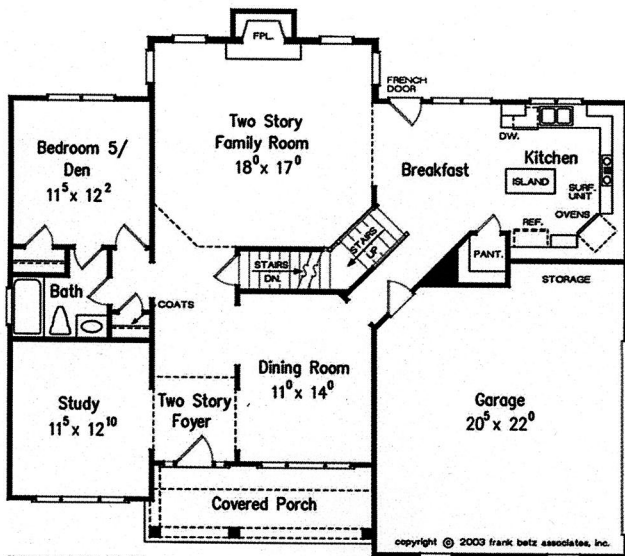 FPL.
FRENCH
DOOR
Two Story
Family Room
18⁰ x 17⁰
Bedroom 5/
Den
11⁵ x 12²
Breakfast
DW.
Kitchen
ISLAND
SURF.
UNIT
OVENS
REF.
PANT.
STAIRS
UP
STAIRS
DN.
Bath
COATS
STORAGE
Dining Room
11⁰ x 14⁰
Study
11⁵ x 12¹⁰
Two Story
Foyer
Garage
20⁵ x 22⁰
Covered Porch
copyright © 2003 frank betz associates, inc.